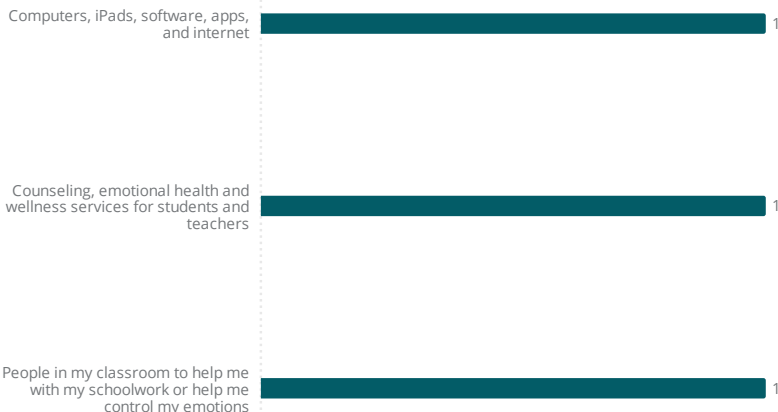 Computers, iPads, software, apps,
and internet
1
Counseling, emotional health and
wellness services for students and
teachers
1
People in my classroom to help me
with my schoolwork or help me
control my emotions
1